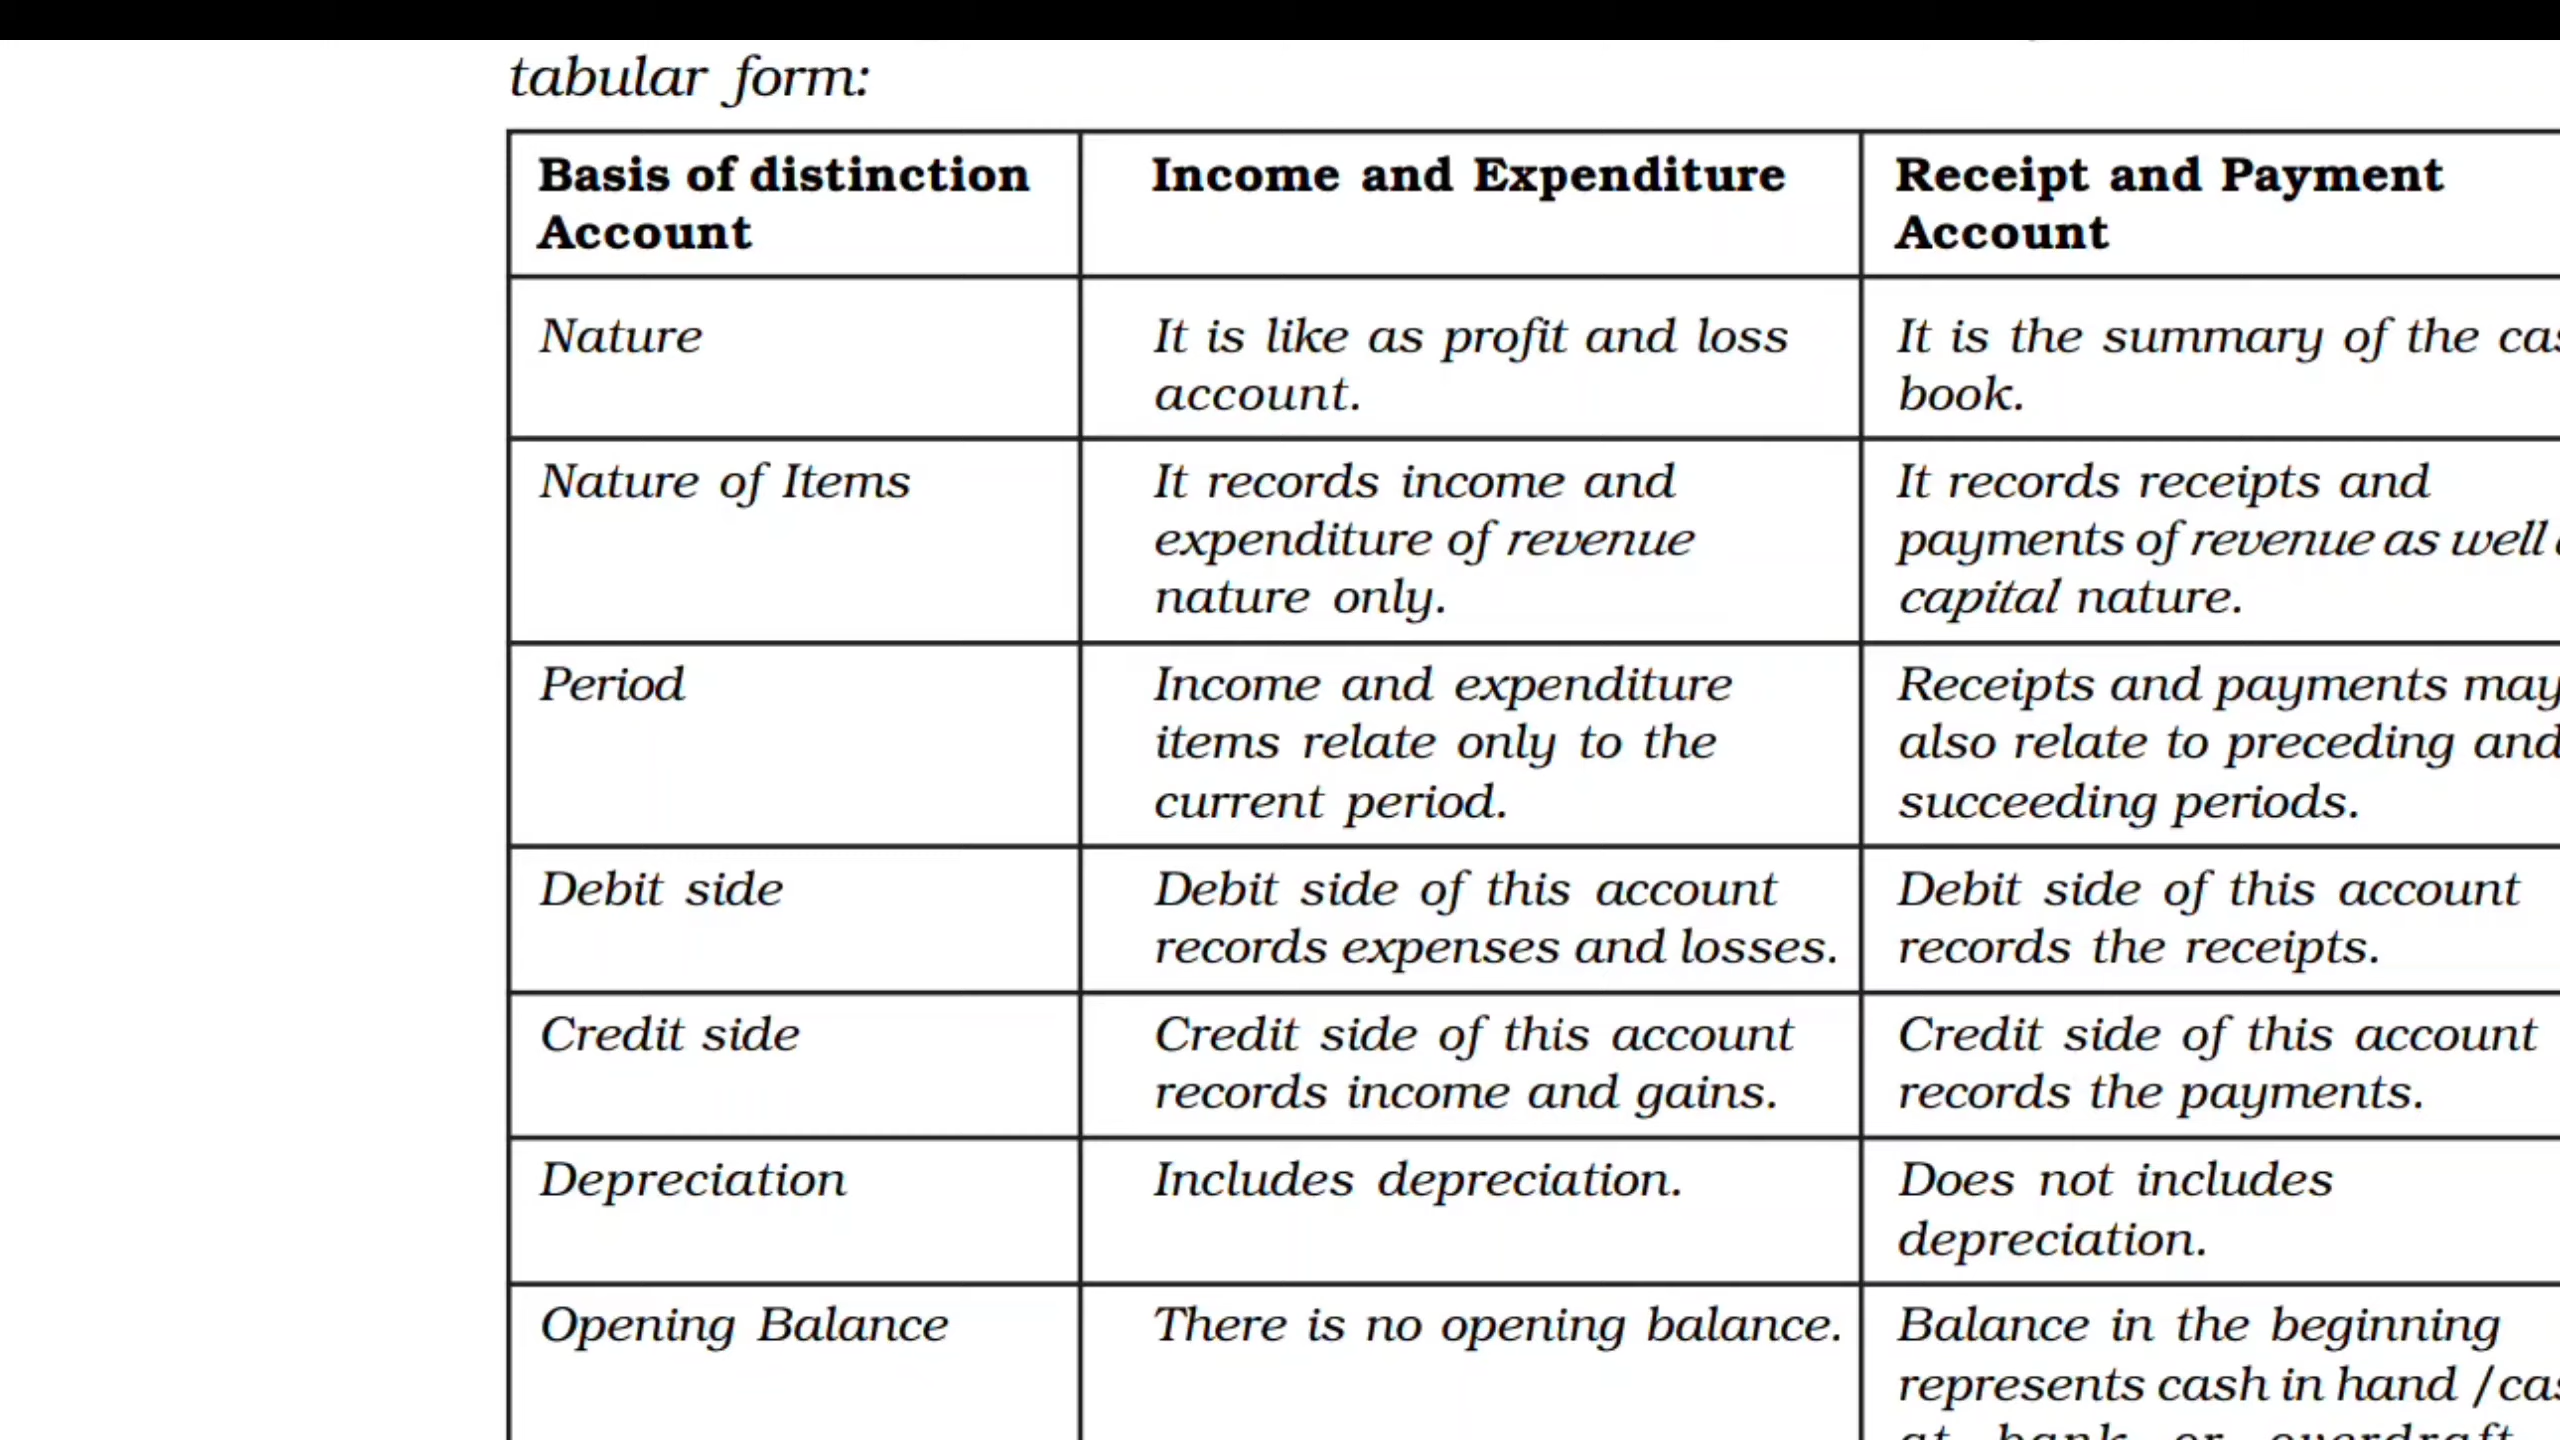 tabular form:
Basis of distinction
Account
Income and Expenditure
Receipt and Payment
Account
Nature
It is like as profit and loss
account.
It is the summary of the
book.
Nature of Items
It records income and
expenditure of revenue
nature only.
It records receipts and
payments of revenue as well
capital nature.
Period
Income and expenditure
items relate only to the
current period.
Receipts and payments may
also relate to preceding and
succeeding periods.
Debit side
Debit side of this account
records expenses and losses.
Debit side of this account
records the receipts.
Credit side
Credit side of this account
records income and gains.
Credit side of this account
records the payments.
Depreciation
Includes depreciation.
Does not includes
depreciation.
Opening Balance
There is no opening balance.
Balance in the beginning
represents cash in hand /
at bank or overdraft